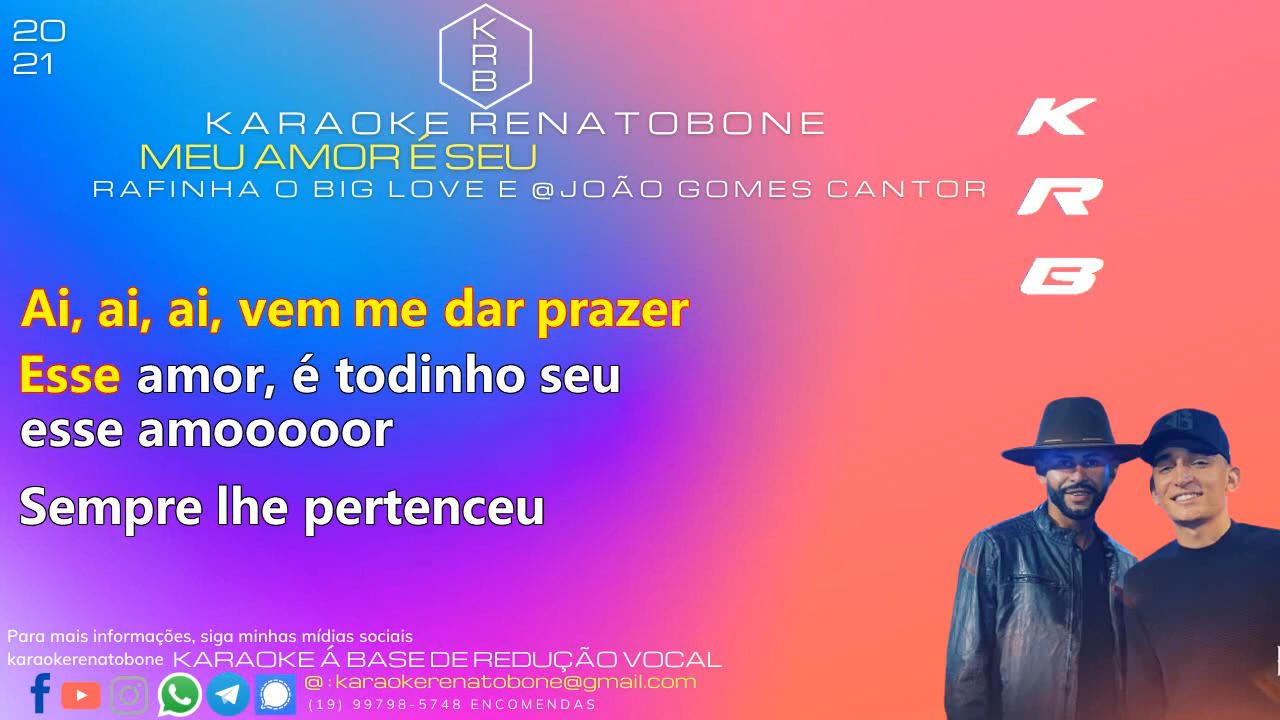 20
21
K
R
B
KARAOKE RENATOBONE
MEU AMOR É SEU
RAFINHA O BIG LOVE E @JOÃO GOMES CANTOR
K
R
B
Ai, ai, ai, vem me dar prazer
Esse amor, é todinho seu
esse amooooor
Sempre lhe pertenceu
Para mais informações, siga minhas mídias sociais
karaokerenatobone KARAOKE Á BASE DE REDUÇÃO VOCAL
@:karaokerenatobone@gmail.com
(19) 99798-5748 ENCOMENDAS